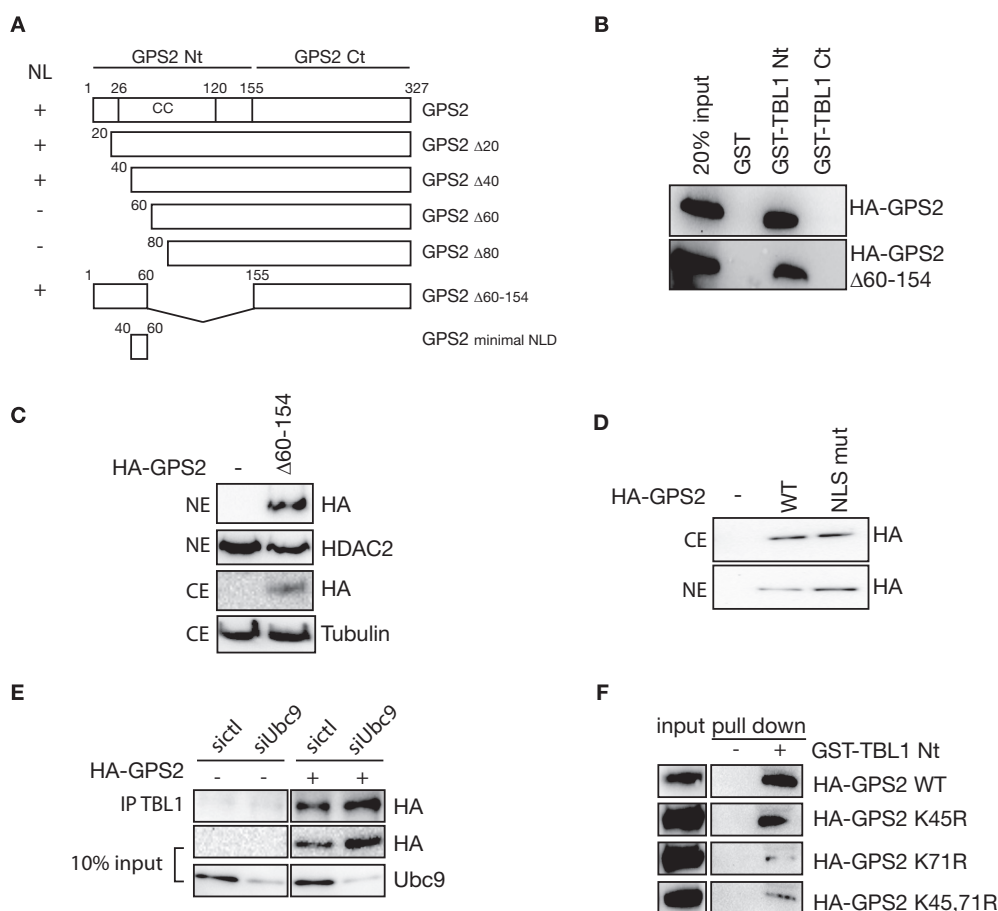 A
GPS2 Nt GPS2 Ct
NL
1 26 120 155 327
+ CC GPS2
20
+ GPS2 Δ20
40
+ GPS2 Δ40
60
- GPS2 Δ60
80
- GPS2 Δ80
1 60 155
+ GPS2 Δ60-154
40 60
GPS2 minimal NLD
B
20% input
GST
GST-TBL1 Nt
GST-TBL1 Ct
HA-GPS2
HA-GPS2
Δ60-154
C
HA-GPS2 - Δ60-154
NE HA
NE HDAC2
CE HA
CE Tubulin
D
HA-GPS2 - WT NLS mut
CE HA
NE HA
E
sictl siUbc9 sictl siUbc9
HA-GPS2 - - + +
IP TBL1 HA
10% input HA
Ubc9
F
input pull down
- + GST-TBL1 Nt
HA-GPS2 WT
HA-GPS2 K45R
HA-GPS2 K71R
HA-GPS2 K45,71R